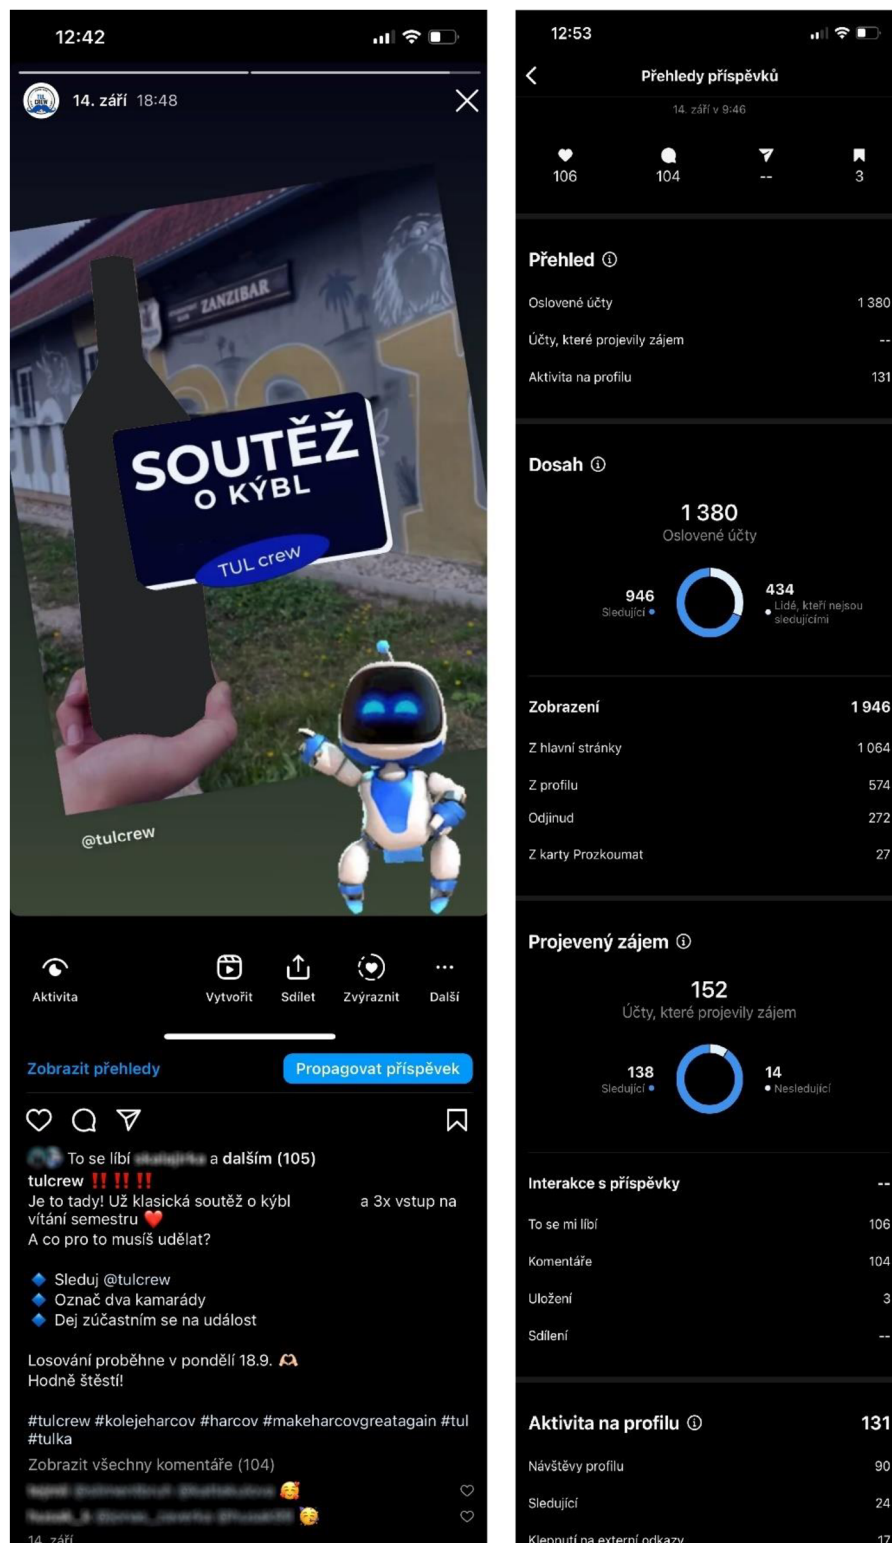 12:42
14. září 18:48
ZANZIBAR
SOUTĚŽ
O KÝBL
TUL crew
@tulcrew
Aktivita
Vytvořit
Sdílet
Zvýraznit
Další
Zobrazit přehledy
Propagovat příspěvek
To se líbí a dalším (105)
tulcrew ‼️ ‼️ ‼️
Je to tady! Už klasická soutěž o kýbl a 3x vstup na
vítání semestru ❤️
A co pro to musíš udělat?
🔷 Sleduj @tulcrew
🔷 Označ dva kamarády
🔷 Dej zúčastním se na událost
Losování proběhne v pondělí 18.9. 🫶🏻
Hodně štěstí!
#tulcrew #kolejeharcov #harcov #makeharcovgreatagain #tul
#tulka
Zobrazit všechny komentáře (104)
14. září
12:53
Přehledy příspěvků
14. září v 9:46
106 104 -- 3
Přehled
Oslovené účty 1 380
Účty, které projevily zájem --
Aktivita na profilu 131
Dosah
1 380
Oslovené účty
946
Sledující
434
Lidé, kteří nejsou
sledujícími
Zobrazení 1 946
Z hlavní stránky 1 064
Z profilu 574
Odjinud 272
Z karty Prozkoumat 27
Projevený zájem
152
Účty, které projevily zájem
138
Sledující
14
Nesledující
Interakce s příspěvky --
To se mi líbí 106
Komentáře 104
Uložení 3
Sdílení --
Aktivita na profilu 131
Návštěvy profilu 90
Sledující 24
Klepnutí na externí odkazy 17